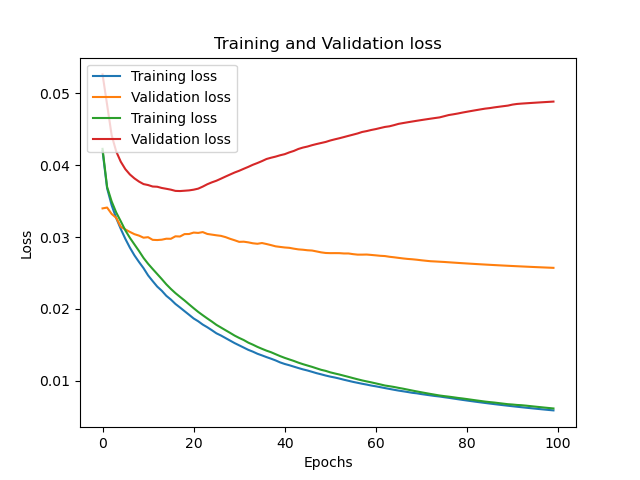 Training and Validation loss
Training loss
Validation loss
Training loss
Validation loss
Loss
0.05
0.04
0.03
0.02
0.01
0 20 40 60 80 100
Epochs